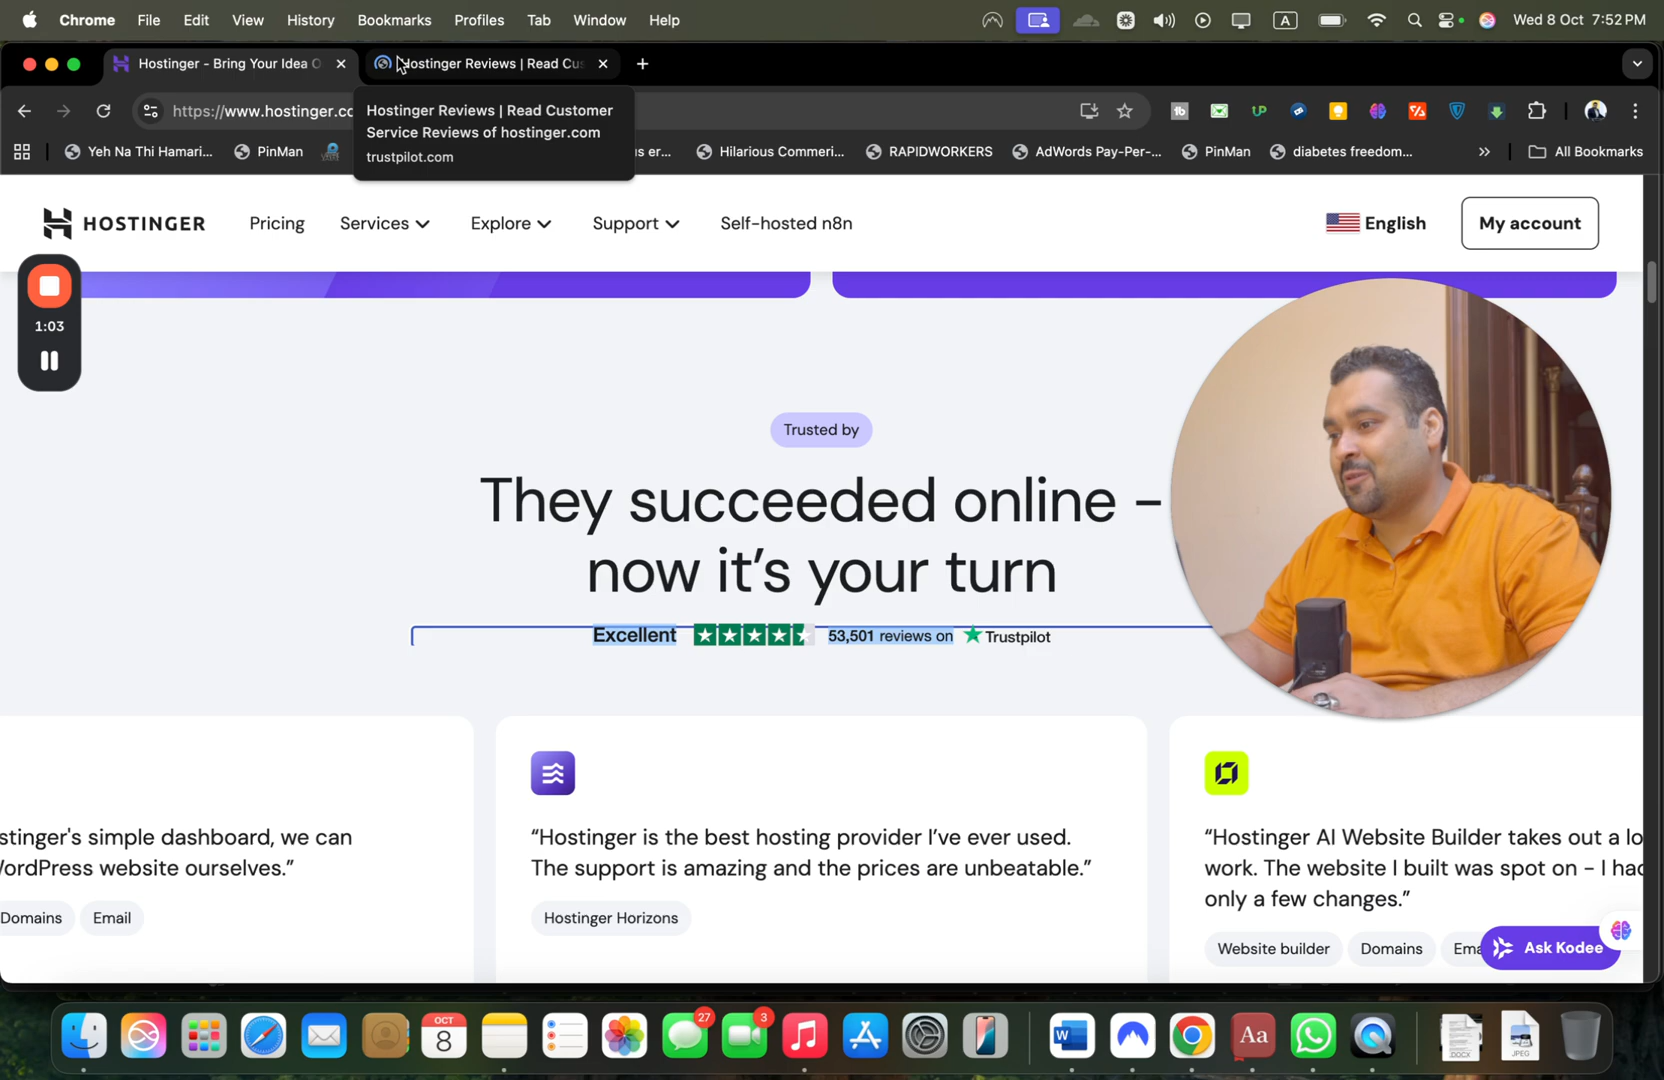 Chrome File Edit View History Bookmarks Profiles Tab Window Help
A
Wed 8 Oct 7:52 PM
Hostinger - Bring Your Idea O
Hostinger Reviews | Read Cus
https://www.hostinger.co
Hostinger Reviews | Read Customer
Service Reviews of hostinger.com
trustpilot.com
Yeh Na Thi Hamari...
PinMan
us er...
Hilarious Commeri...
RAPIDWORKERS
AdWords Pay-Per-...
PinMan
diabetes freedom...
All Bookmarks
HOSTINGER
Pricing
Services
Explore
Support
Self-hosted n8n
English
My account
1:03
Trusted by
They succeeded online –
now it's your turn
Excellent
53,501 reviews on
Trustpilot
stinger's simple dashboard, we can
WordPress website ourselves.”
Domains
Email
“Hostinger is the best hosting provider I've ever used.
The support is amazing and the prices are unbeatable.”
Hostinger Horizons
“Hostinger AI Website Builder takes out a lo
work. The website I built was spot on – I had
only a few changes.”
Website builder
Domains
Ema
Ask Kodee
OCT
8
27
3
W
Aa
DOCX
JPEG